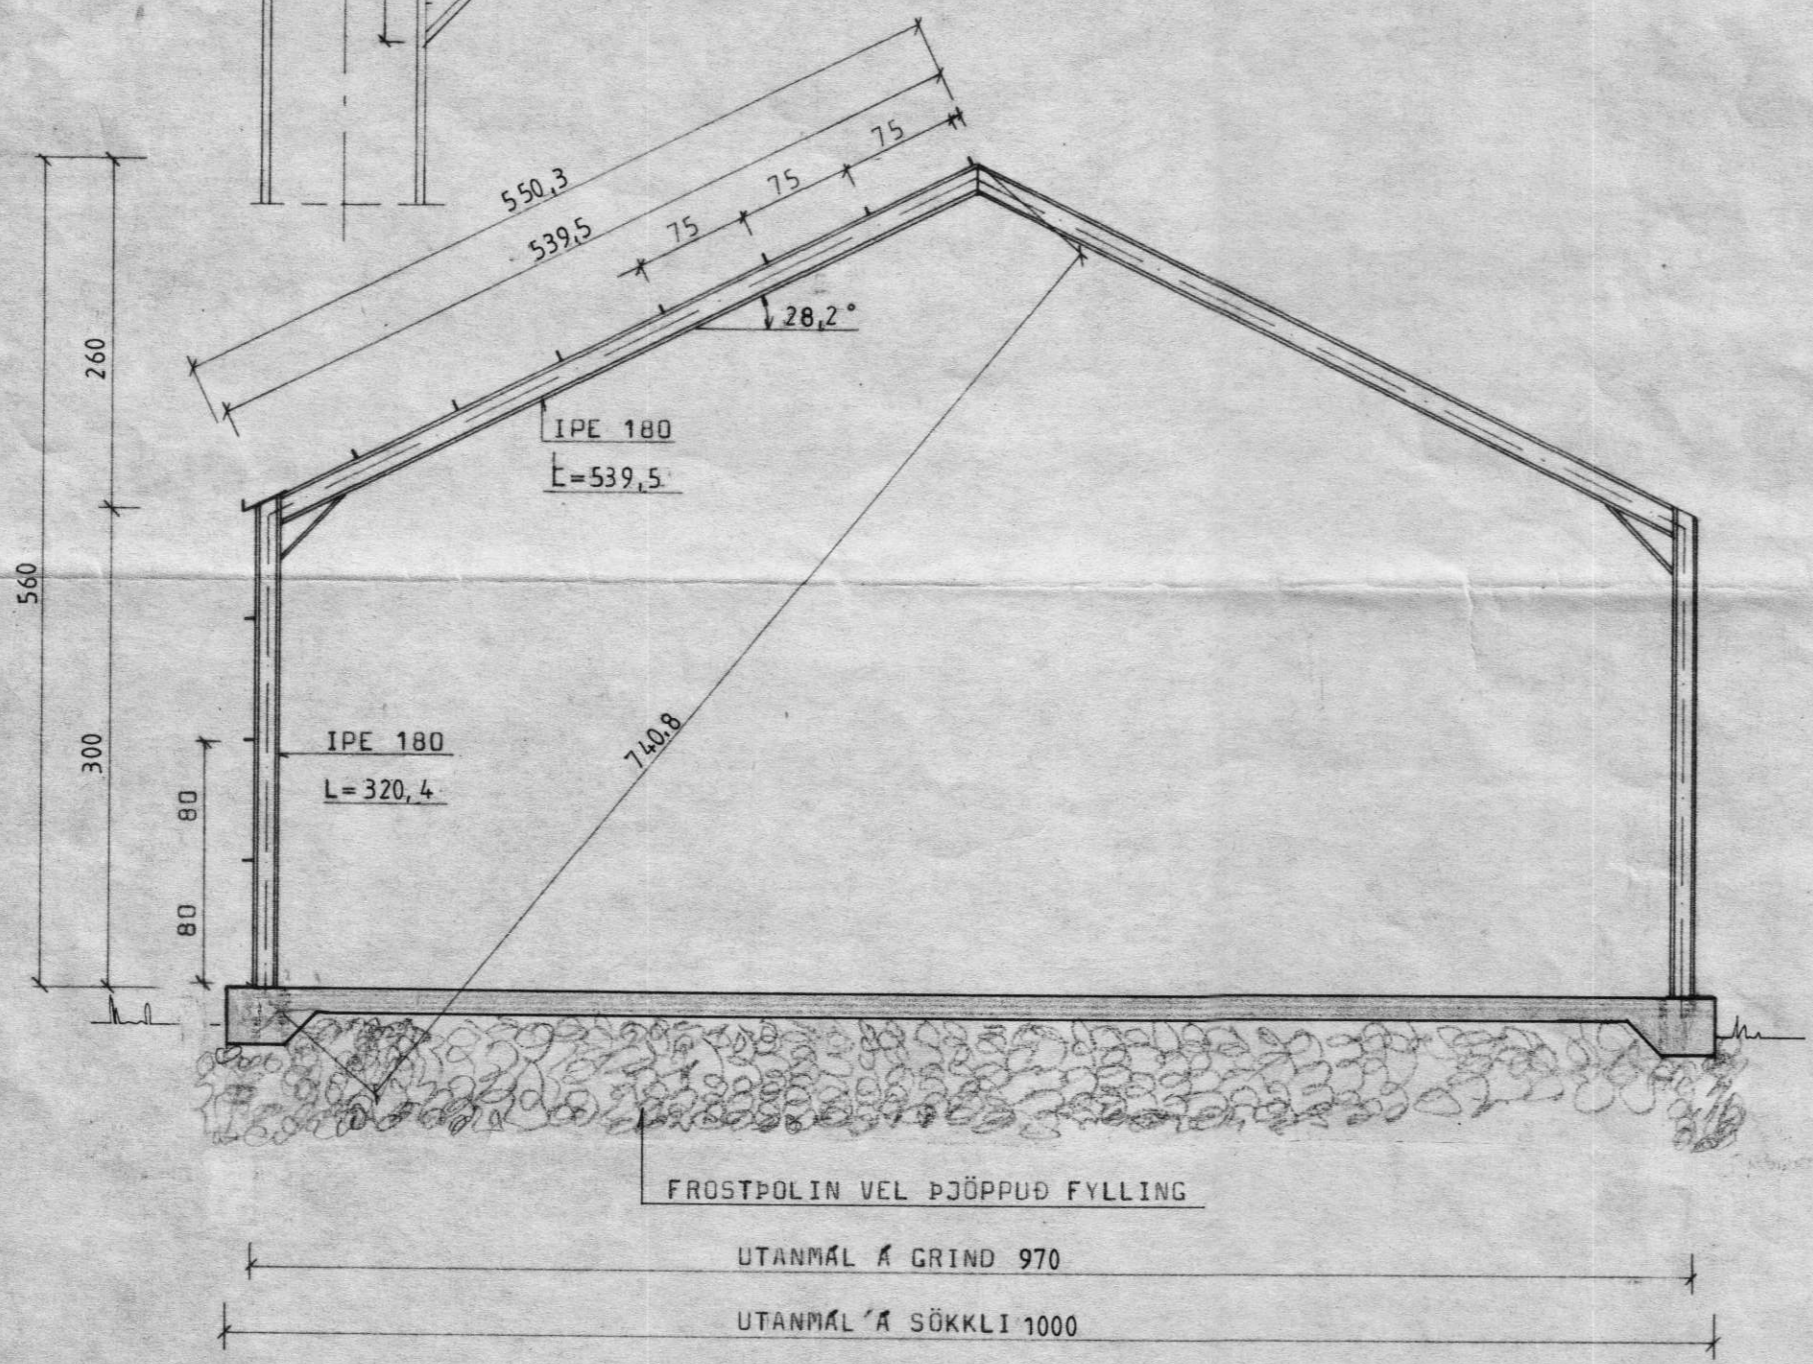 550,3
539,5
75
75
75
28,2°
260
560
300
IPE 180
L=539,5
IPE 180
L=320,4
740,8
80
80
FROSTÞOLIN VEL ÞJÖPPUÐ FYLLING
UTANMÁL Á GRIND 970
UTANMÁL Á SÖKKLI 1000